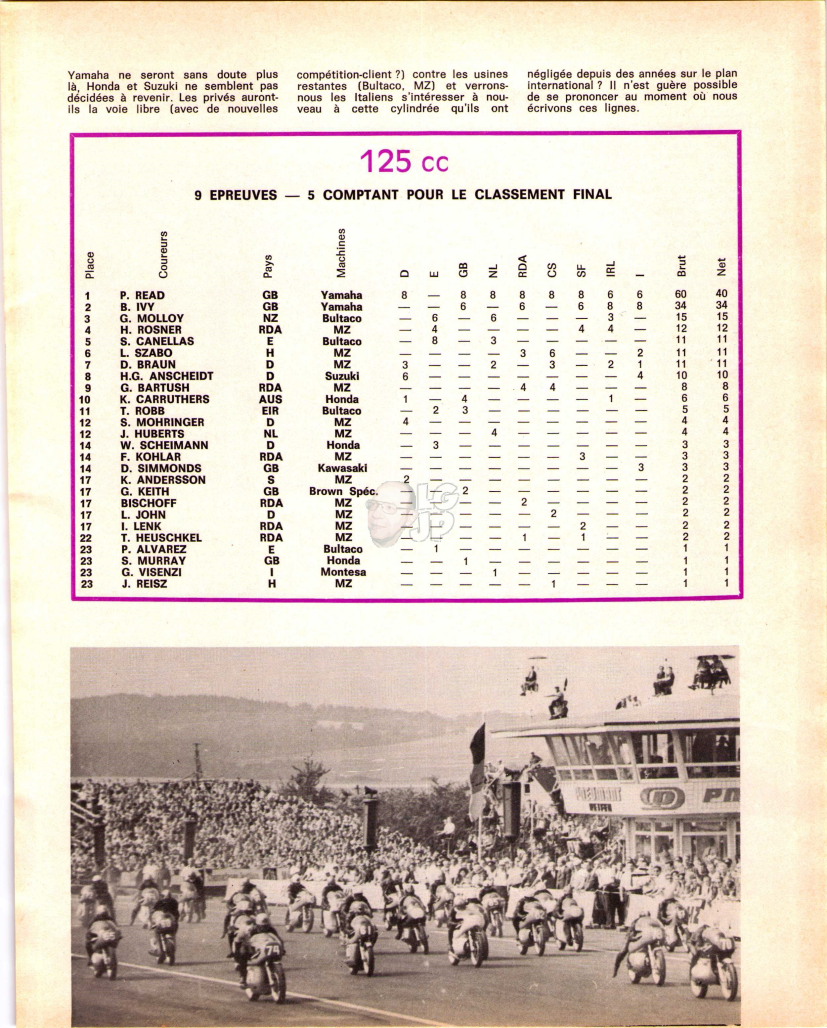 Yamaha ne seront sans doute plus
là, Honda et Suzuki ne semblent pas
décidées à revenir. Les privés auront-
ils la voie libre (avec de nouvelles
compétition-client ?) contre les usines
restantes (Bultaco, MZ) et verrons-
nous les Italiens s'intéresser à nou-
veau à cette cylindrée qu'ils ont
négligée depuis des années sur le plan
international ? Il n'est guère possible
de se prononcer au moment où nous
écrivons ces lignes.
125 cc
9 EPREUVES — 5 COMPTANT POUR LE CLASSEMENT FINAL
Place Coureurs Pays Machines D E GB NL RDA CS SF IRL I Brut Net
1 P. READ GB Yamaha 8 — 8 8 8 8 8 6 6 60 40
2 B. IVY GB Yamaha — — 6 — 6 — 6 8 8 34 34
3 G. MOLLOY NZ Bultaco — 6 — 6 — — — 3 — 15 15
4 H. ROSNER RDA MZ — 4 — — — — 4 4 — 12 12
5 S. CANELLAS E Bultaco — 8 — 3 — — — — — 11 11
6 L. SZABO H MZ — — — — 3 6 — — 2 11 11
7 D. BRAUN D MZ 3 — — 2 — 3 — 2 1 11 11
8 H.G. ANSCHEIDT D Suzuki 6 — — — — — — — 4 10 10
9 G. BARTUSH RDA MZ — — — — 4 4 — — — 8 8
10 K. CARRUTHERS AUS Honda 1 — 4 — — — — 1 — 6 6
11 T. ROBB EIR Bultaco — 2 3 — — — — — — 5 5
12 S. MOHRINGER D MZ 4 — — — — — — — — 4 4
12 J. HUBERTS NL MZ — — — 4 — — — — — 4 4
14 W. SCHEIMANN D Honda — 3 — — — — — — — 3 3
14 F. KOHLAR RDA MZ — — — — — — 3 — — 3 3
14 D. SIMMONDS GB Kawasaki — — — — — — — — 3 3 3
17 K. ANDERSSON S MZ 2 — — — — — — — — 2 2
17 G. KEITH GB Brown Spéc. — — 2 — — — — — — 2 2
17 BISCHOFF RDA MZ — — — — 2 — — — — 2 2
17 L. JOHN D MZ — — — — — 2 — — — 2 2
17 I. LENK RDA MZ — — — — — — 2 — — 2 2
22 T. HEUSCHKEL RDA MZ — — — — 1 — 1 — — 2 2
23 P. ALVAREZ E Bultaco — 1 — — — — — — — 1 1
23 S. MURRAY GB Honda — — 1 — — — — — — 1 1
23 G. VISENZI I Montesa — — — 1 — — — — — 1 1
23 J. REISZ H MZ — — — — — 1 — — — 1 1
LG
JP
74